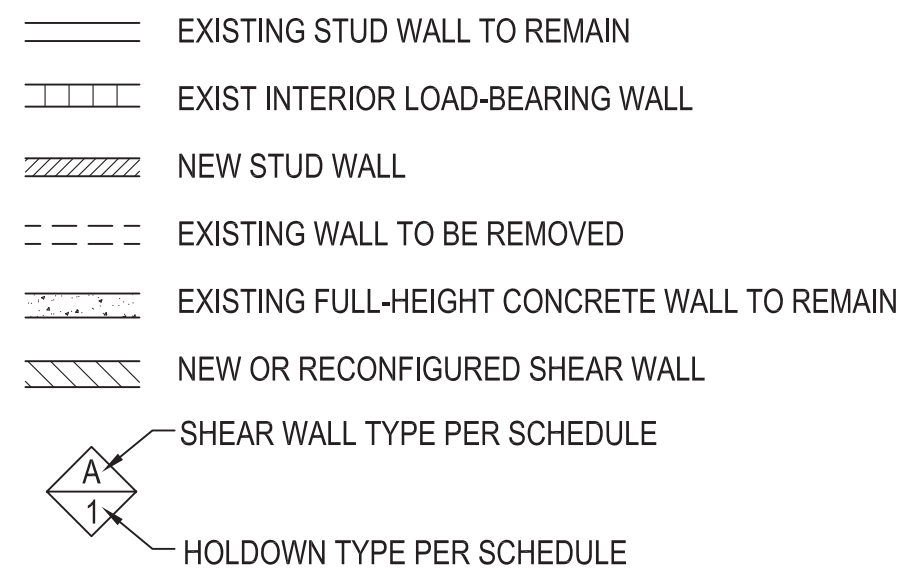 EXISTING STUD WALL TO REMAIN
EXIST INTERIOR LOAD-BEARING WALL
NEW STUD WALL
EXISTING WALL TO BE REMOVED
EXISTING FULL-HEIGHT CONCRETE WALL TO REMAIN
NEW OR RECONFIGURED SHEAR WALL
SHEAR WALL TYPE PER SCHEDULE
A
1
HOLDOWN TYPE PER SCHEDULE